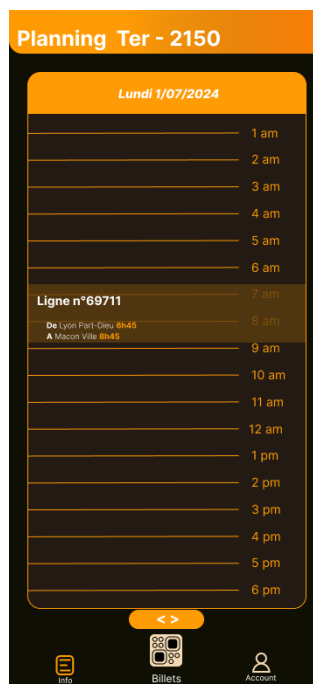 Planning Ter - 2150
Lundi 1/07/2024
1 am
2 am
3 am
4 am
5 am
6 am
7 am
Ligne n°69711
8 am
De Lyon Part-Dieu 6h45
A Macon Ville 8h45
9 am
10 am
11 am
12 am
1 pm
2 pm
3 pm
4 pm
5 pm
6 pm
< >
Info
Billets
Account